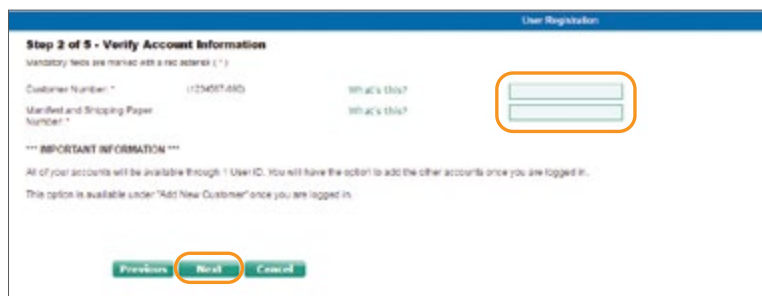 User Registration
Step 2 of 5 - Verify Account Information
Mandatory fields are marked with a red asterisk (*)
Customer Number: * What's this?
Manifest and Shipping Paper What's this?
Number: *
*** IMPORTANT INFORMATION ***
All of your accounts will be available through 1 User ID. You will have the option to add the other accounts once you are logged in.
This option is available under "Add New Customer" once you are logged in.
Previous Next Cancel